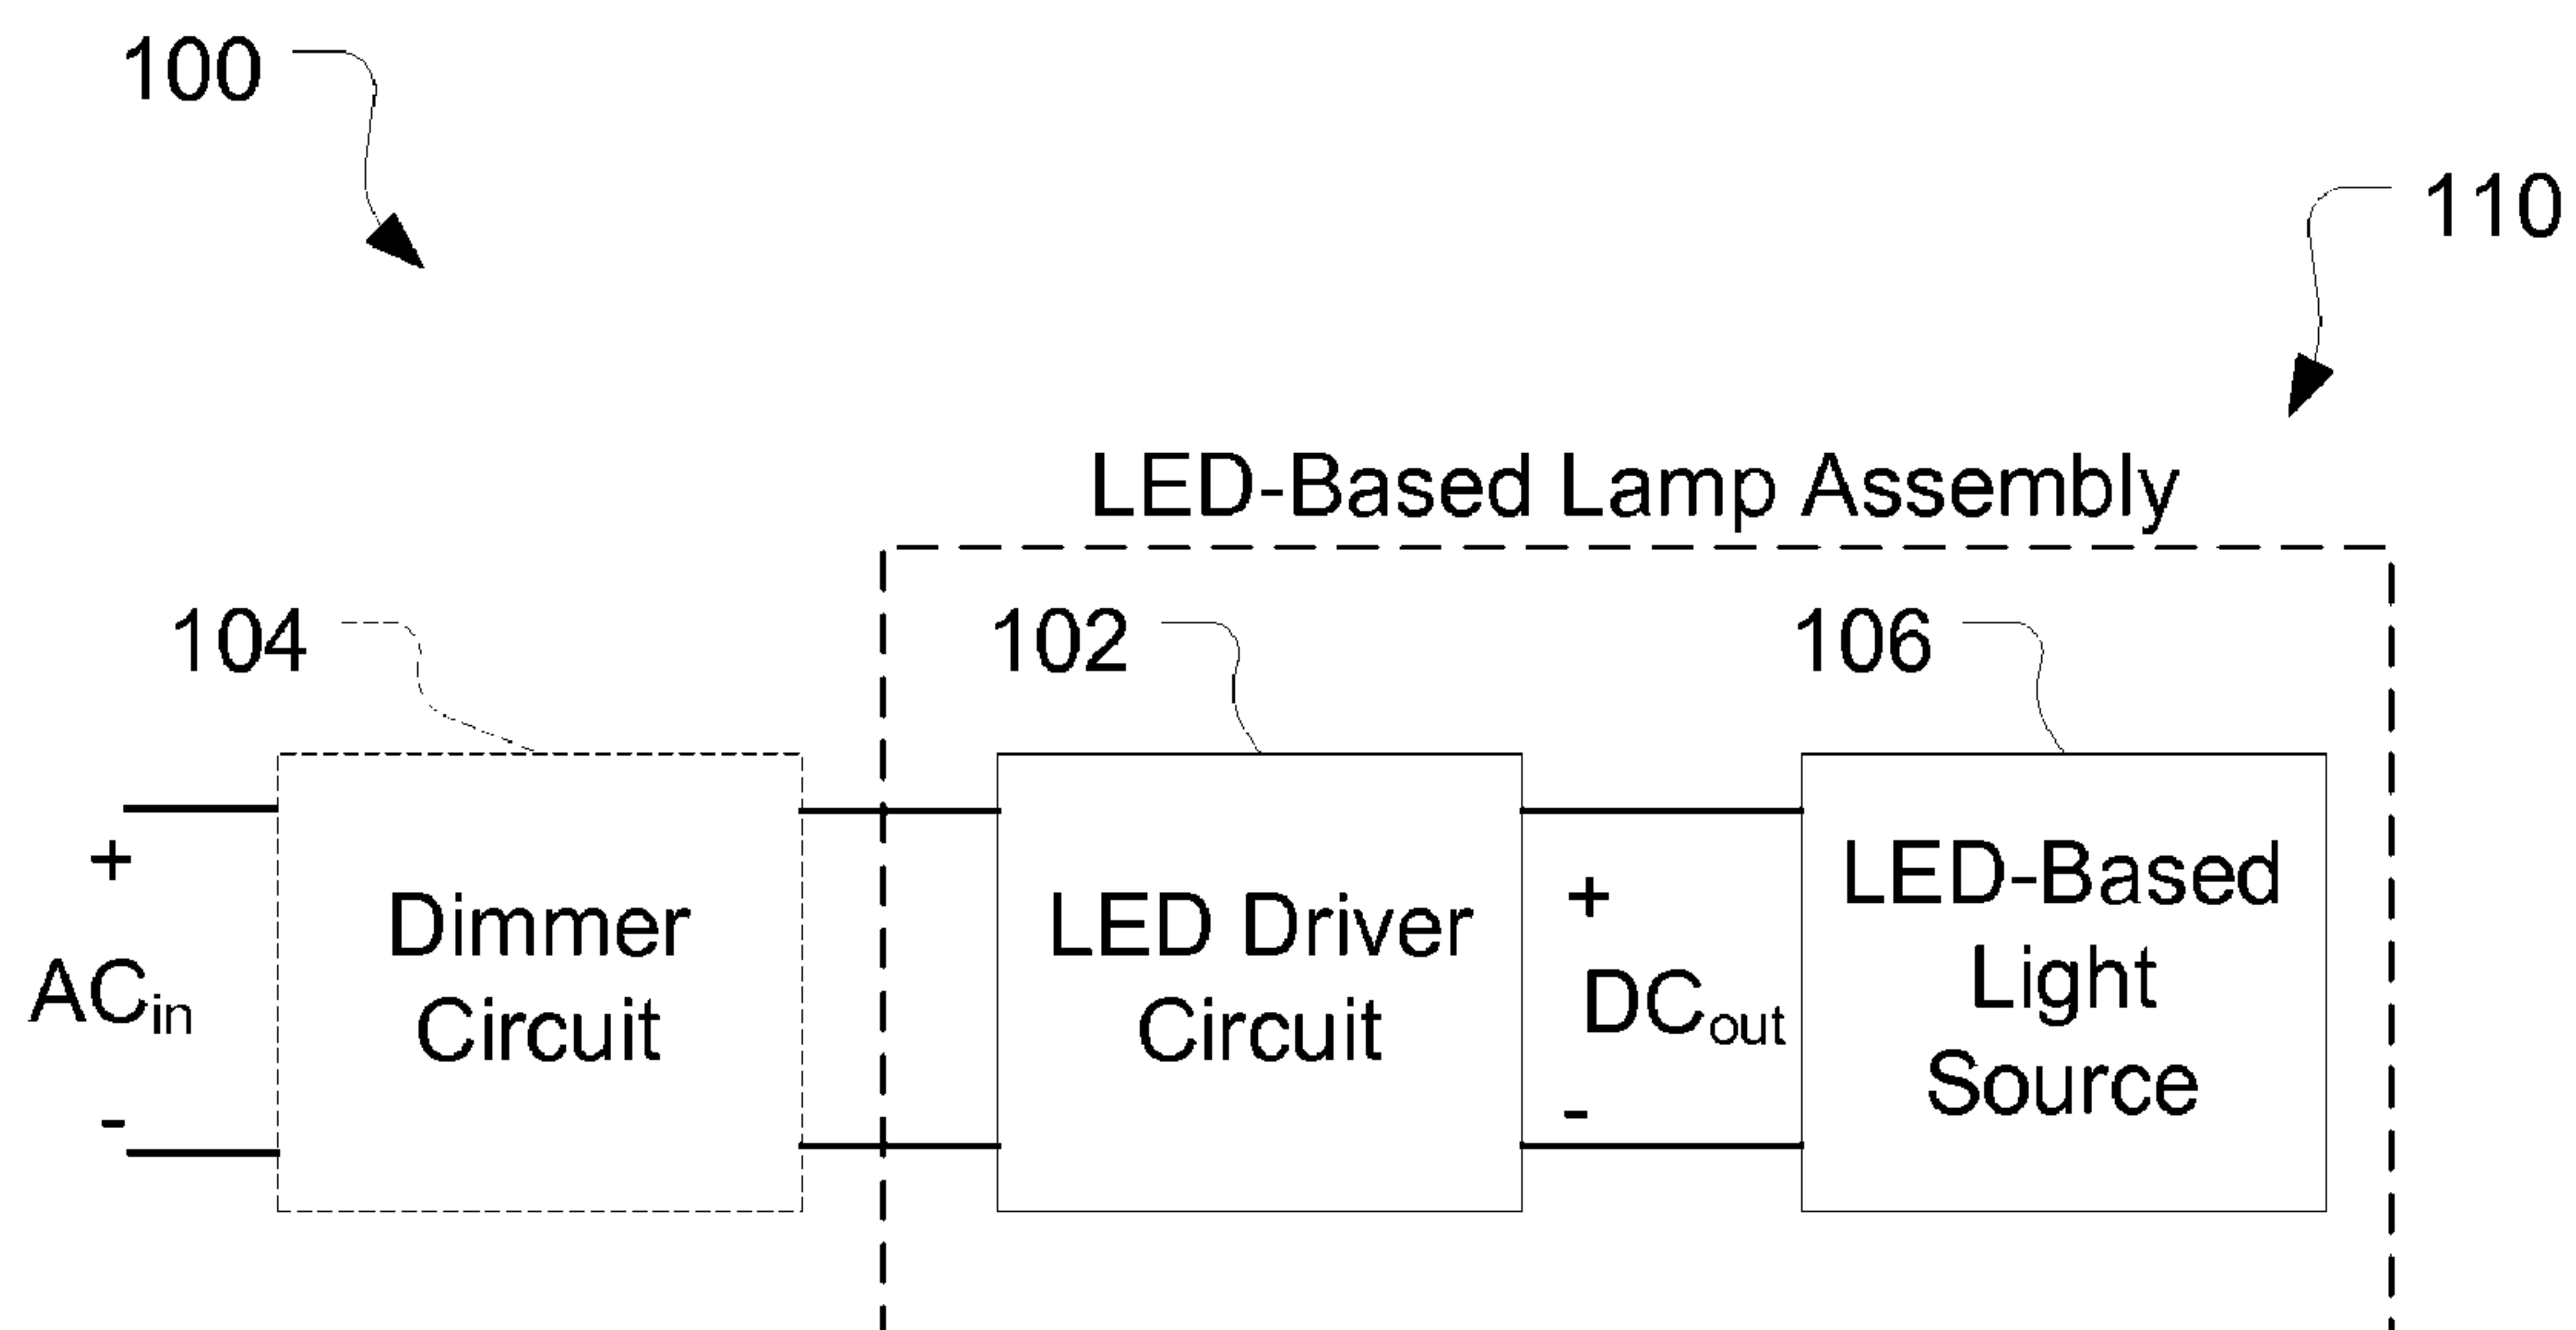 100
110
LED-Based Lamp Assembly
104
102
106
+
ACin
-
Dimmer
Circuit
LED Driver
Circuit
+
DCout
-
LED-Based
Light
Source